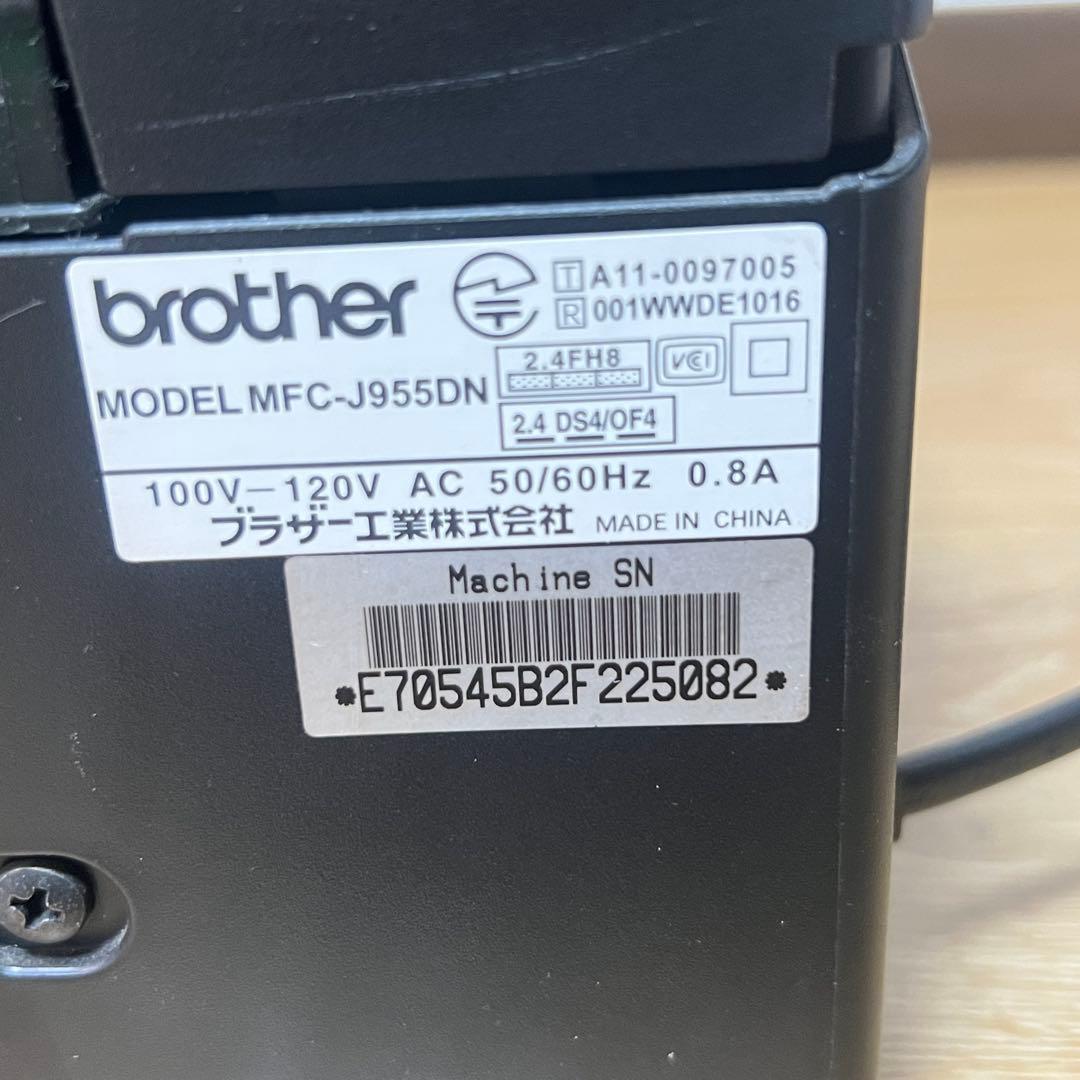 brother
T A11-0097005
R 001WWDE1016
MODEL MFC-J955DN
2.4FH8
VCI
2.4 DS4/OF4
100V－120V AC 50/60Hz 0.8A
ブラザー工業株式会社 MADE IN CHINA
Machine SN
*E70545B2F225082*